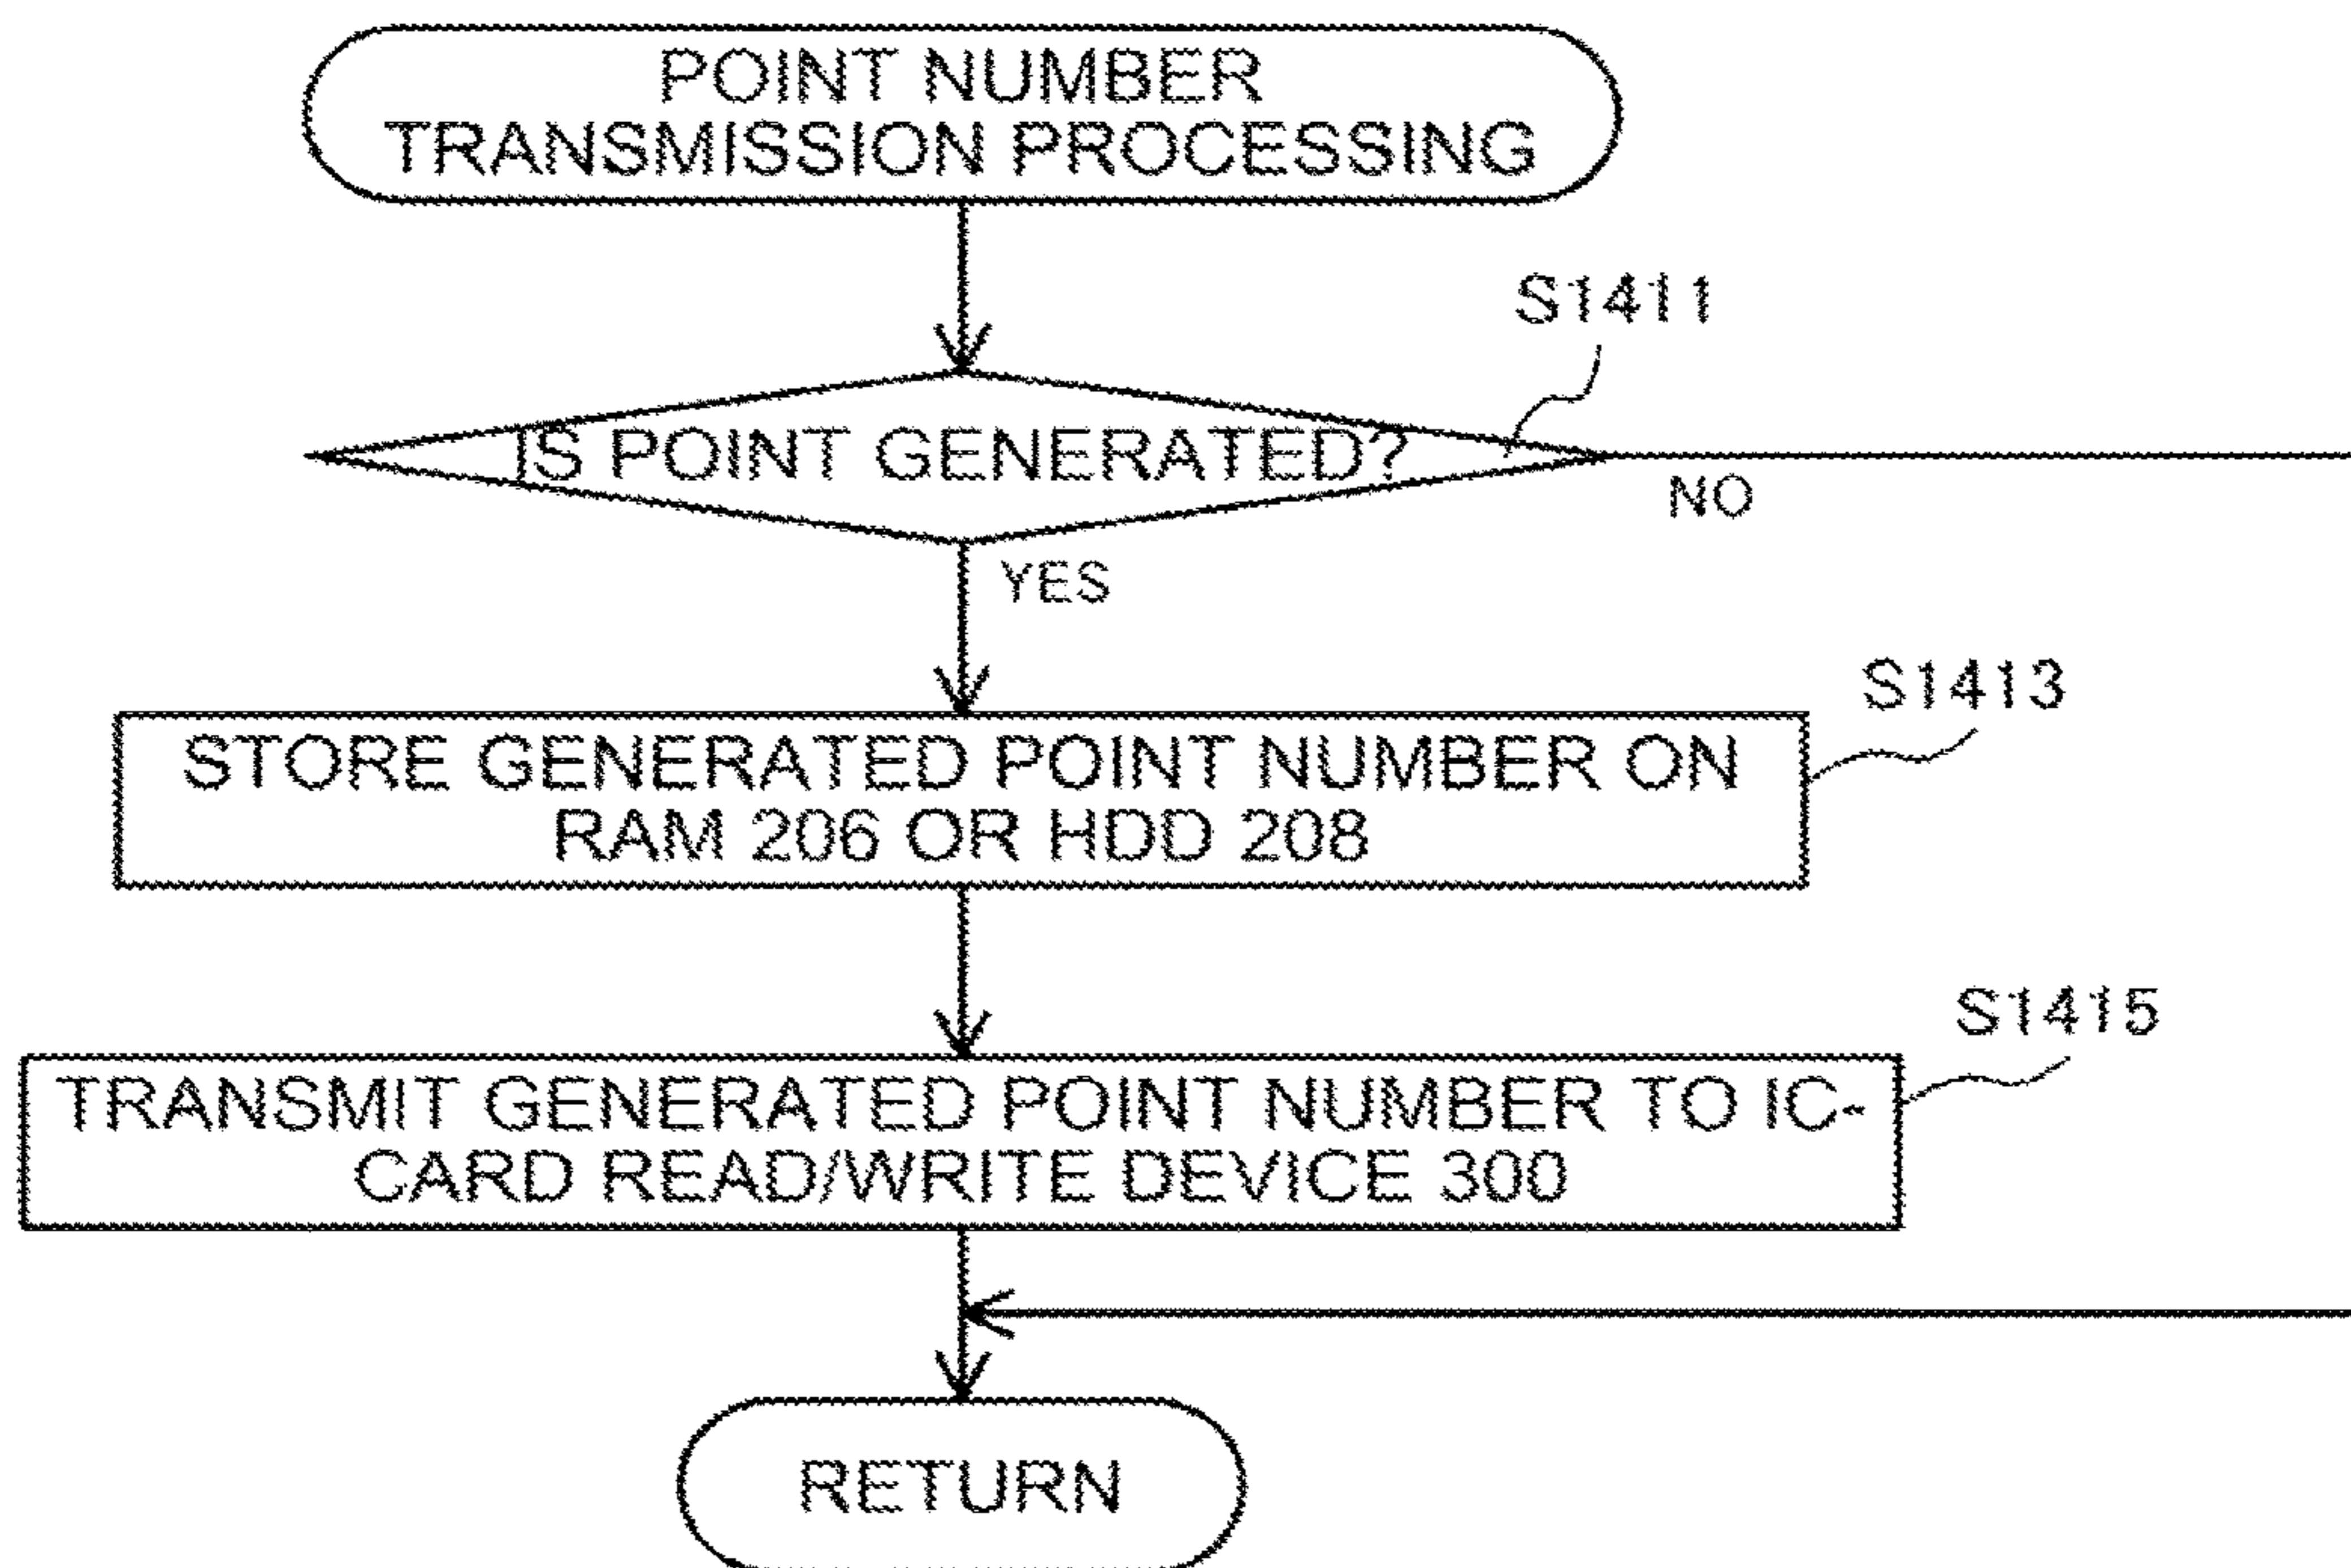 POINT NUMBER
TRANSMISSION PROCESSING
S1411
IS POINT GENERATED?
NO
YES
S1413
STORE GENERATED POINT NUMBER ON
RAM 206 OR HDD 208
S1415
TRANSMIT GENERATED POINT NUMBER TO IC-
CARD READ/WRITE DEVICE 300
RETURN